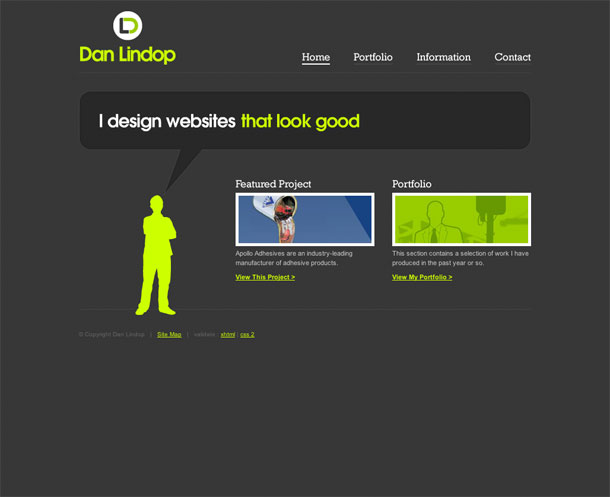 LD
Dan Lindop
Home Portfolio Information Contact
I design websites that look good
Featured Project
Apollo Adhesives are an industry-leading
manufacturer of adhesive products.
View This Project >
Portfolio
This section contains a selection of work I have
produced in the past year or so.
View My Portfolio >
© Copyright Dan Lindop | Site Map | validate : xhtml : css 2